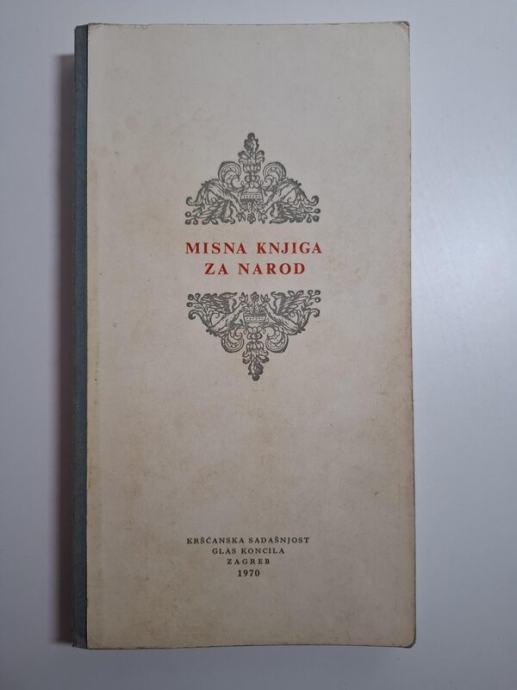 MISNA KNJIGA
ZA NAROD
KRŠĆANSKA SADAŠNJOST
GLAS KONCILA
ZAGREB
1970